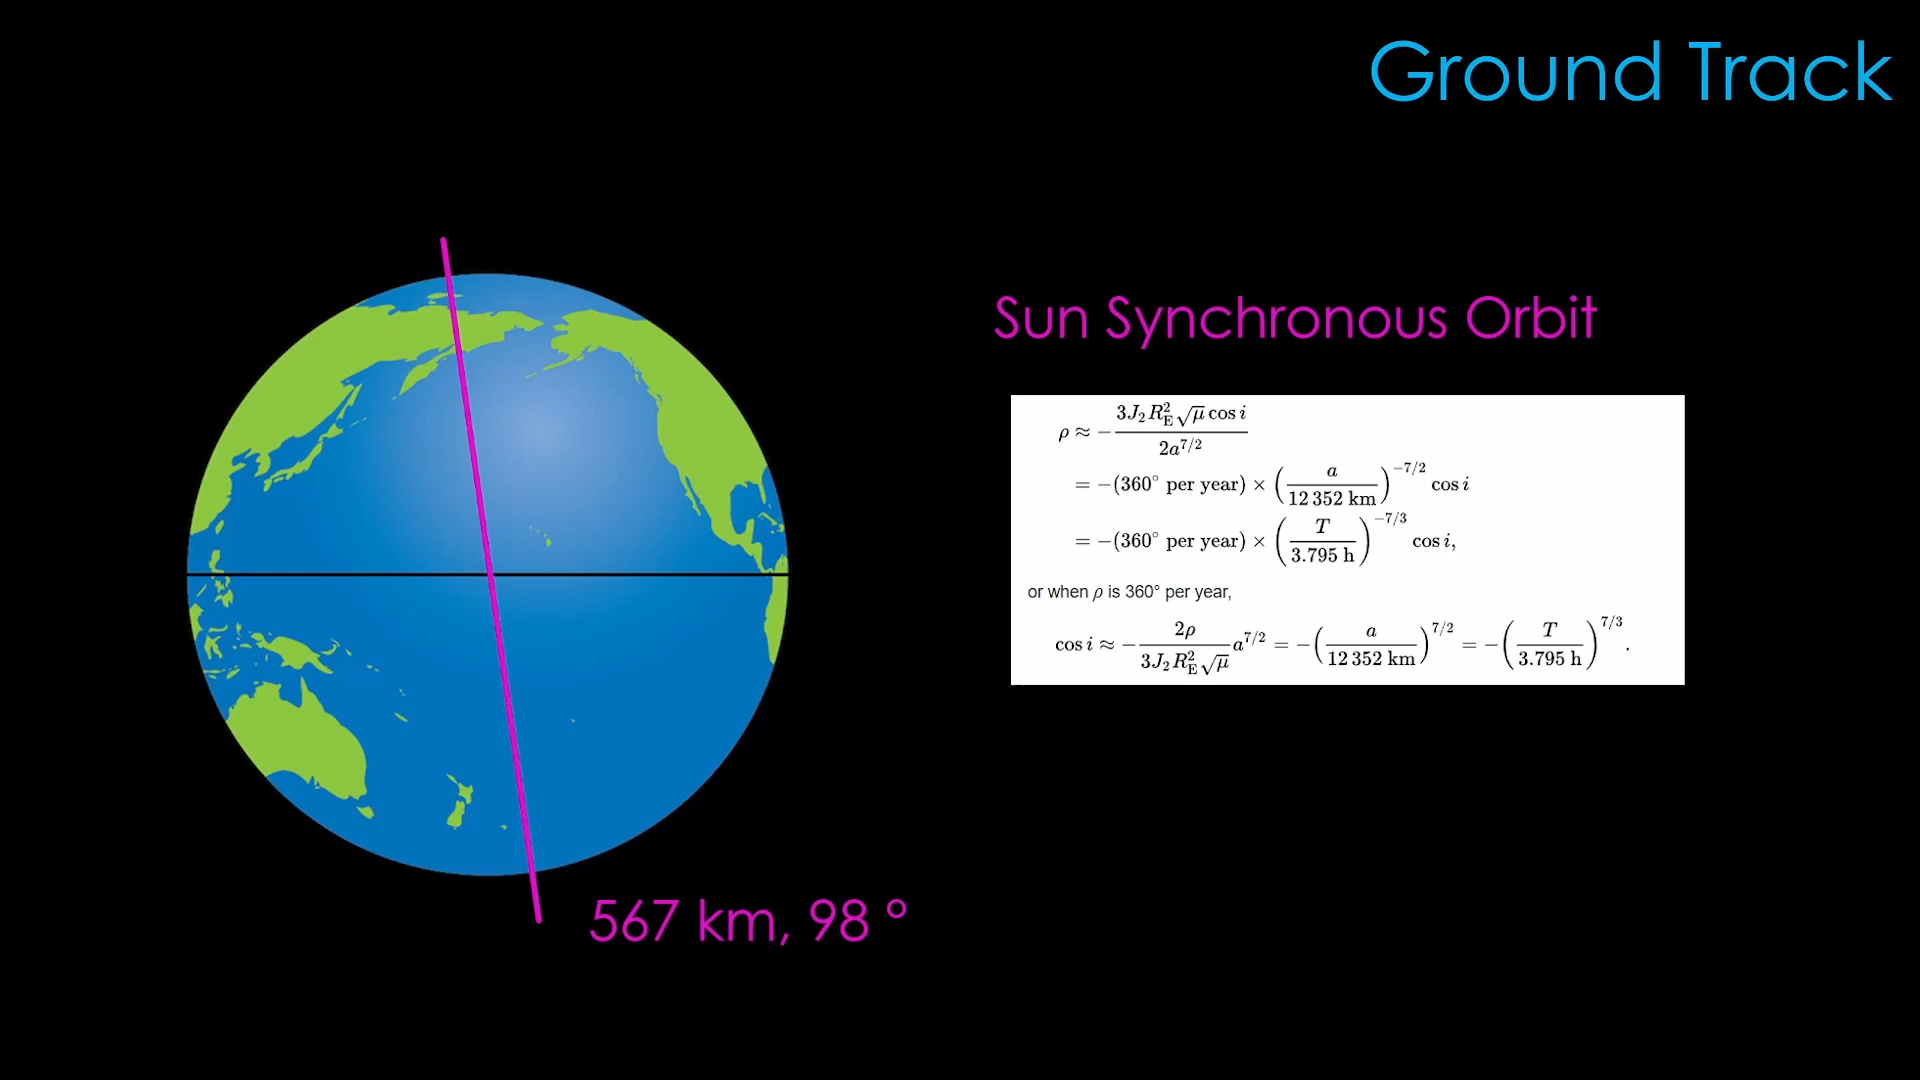 Ground Track
Sun Synchronous Orbit
ρ ≈ − 3J₂R_E²√μ cos i / 2a^{7/2}
= −(360° per year) × (a / 12 352 km)^{−7/2} cos i
= −(360° per year) × (T / 3.795 h)^{−7/3} cos i,
or when ρ is 360° per year,
cos i ≈ − 2ρ / 3J₂R_E²√μ a^{7/2} = −(a / 12 352 km)^{7/2} = −(T / 3.795 h)^{7/3} .
567 km, 98 °